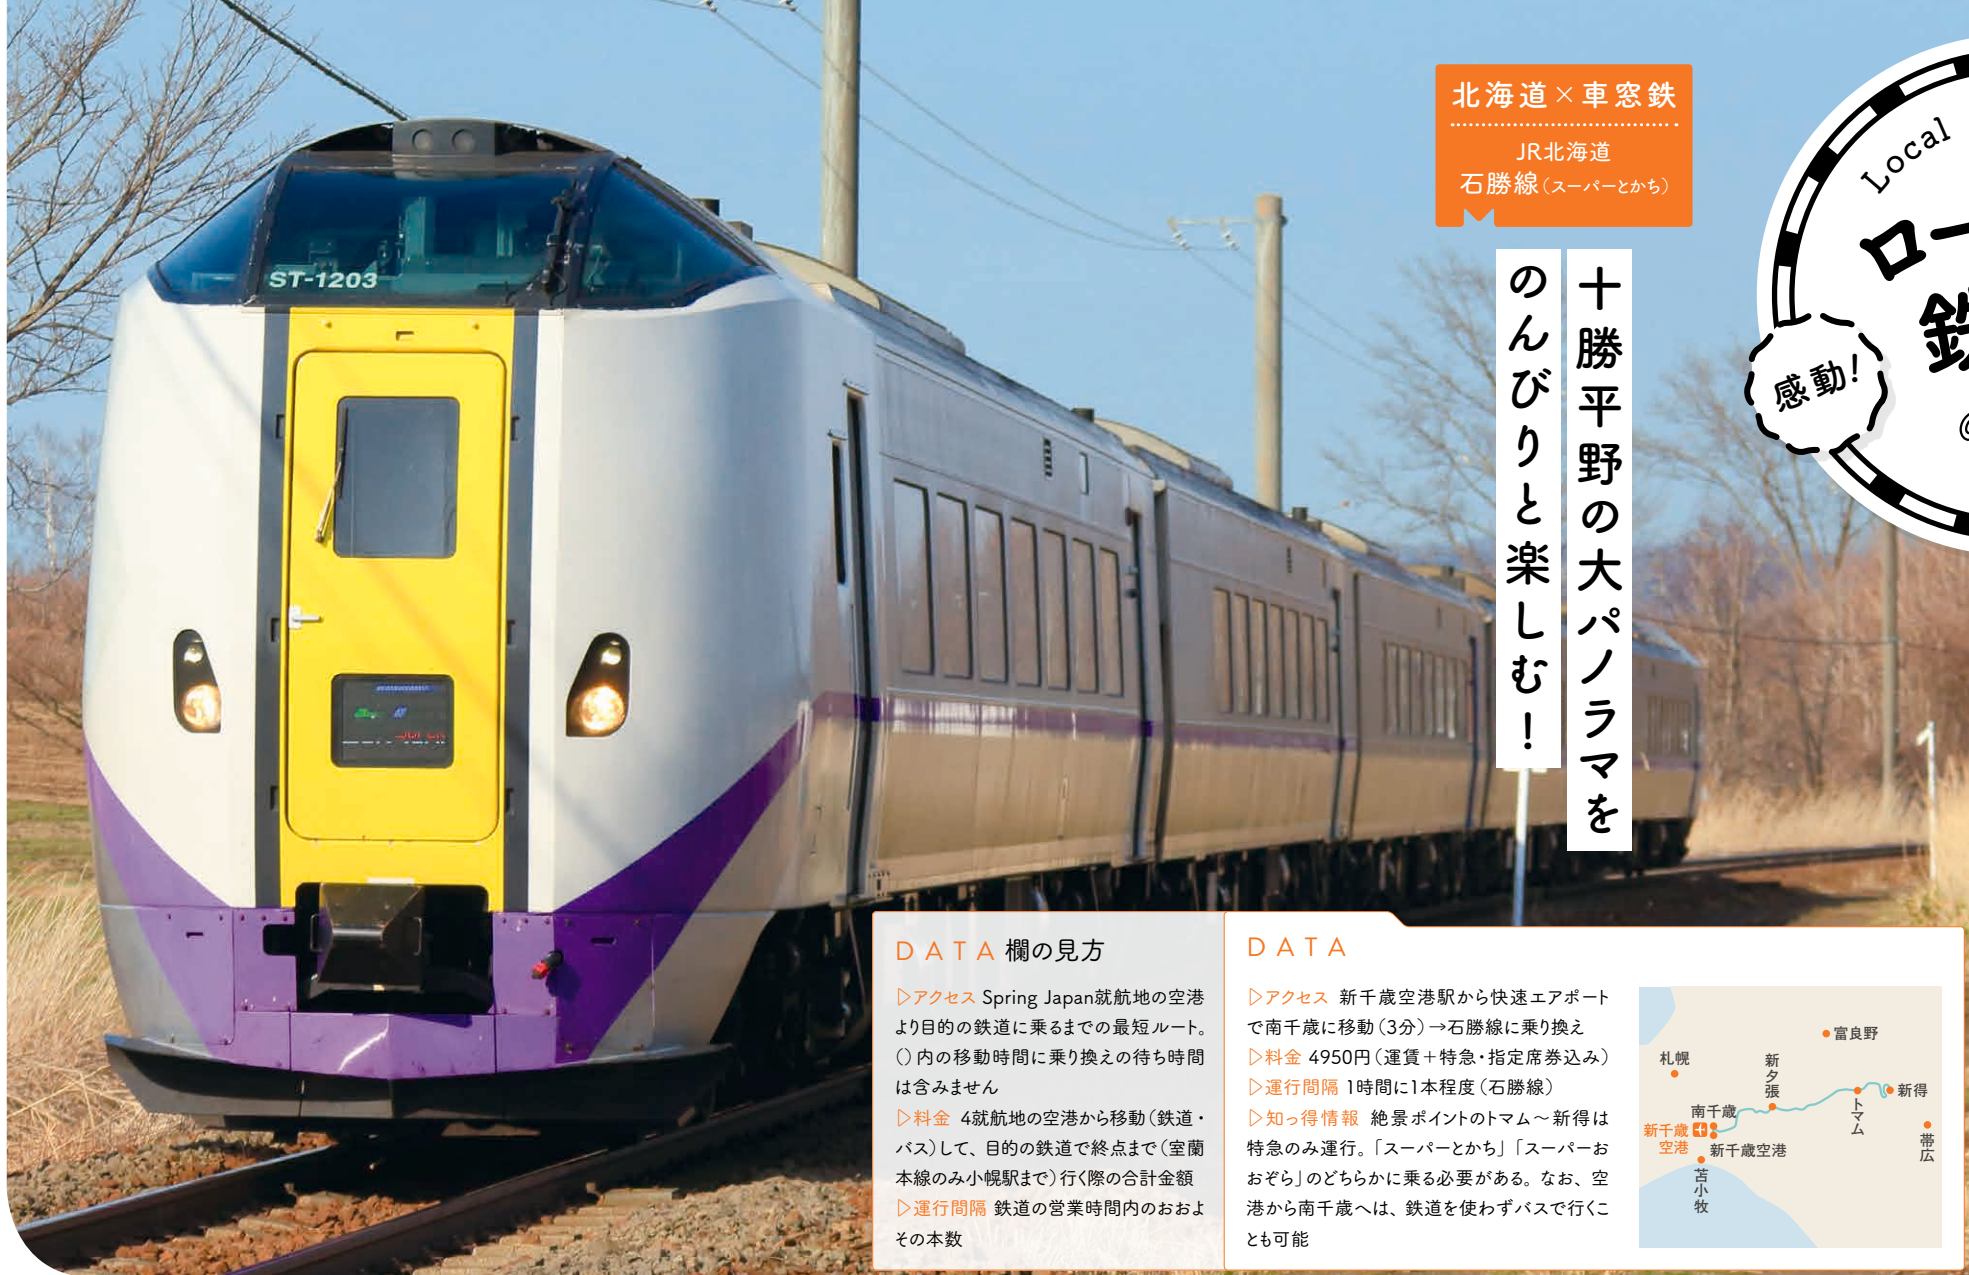 北海道×車窓鉄
JR北海道
石勝線（スーパーとかち）
十勝平野の大パノラマを
のんびりと楽しむ！
Local
感動！
ST-1203
DATA欄の見方
▷アクセス Spring Japan就航地の空港
より目的の鉄道に乗るまでの最短ルート。
（）内の移動時間に乗り換えの待ち時間
は含みません
▷料金 4就航地の空港から移動（鉄道・
バス）して、目的の鉄道で終点まで（室蘭
本線のみ小幌駅まで）行く際の合計金額
▷運行間隔 鉄道の営業時間内のおおよ
その本数
DATA
▷アクセス 新千歳空港駅から快速エアポート
で南千歳に移動（3分）→石勝線に乗り換え
▷料金 4950円（運賃＋特急・指定席券込み）
▷運行間隔 1時間に1本程度（石勝線）
▷知っ得情報 絶景ポイントのトマム～新得は
特急のみ運行。「スーパーとかち」「スーパーお
おぞら」のどちらかに乗る必要がある。なお、空
港から南千歳へは、鉄道を使わずバスで行くこ
とも可能
富良野
札幌
新夕張
新得
トマム
南千歳
新千歳
空港
新千歳空港
帯広
苫小牧